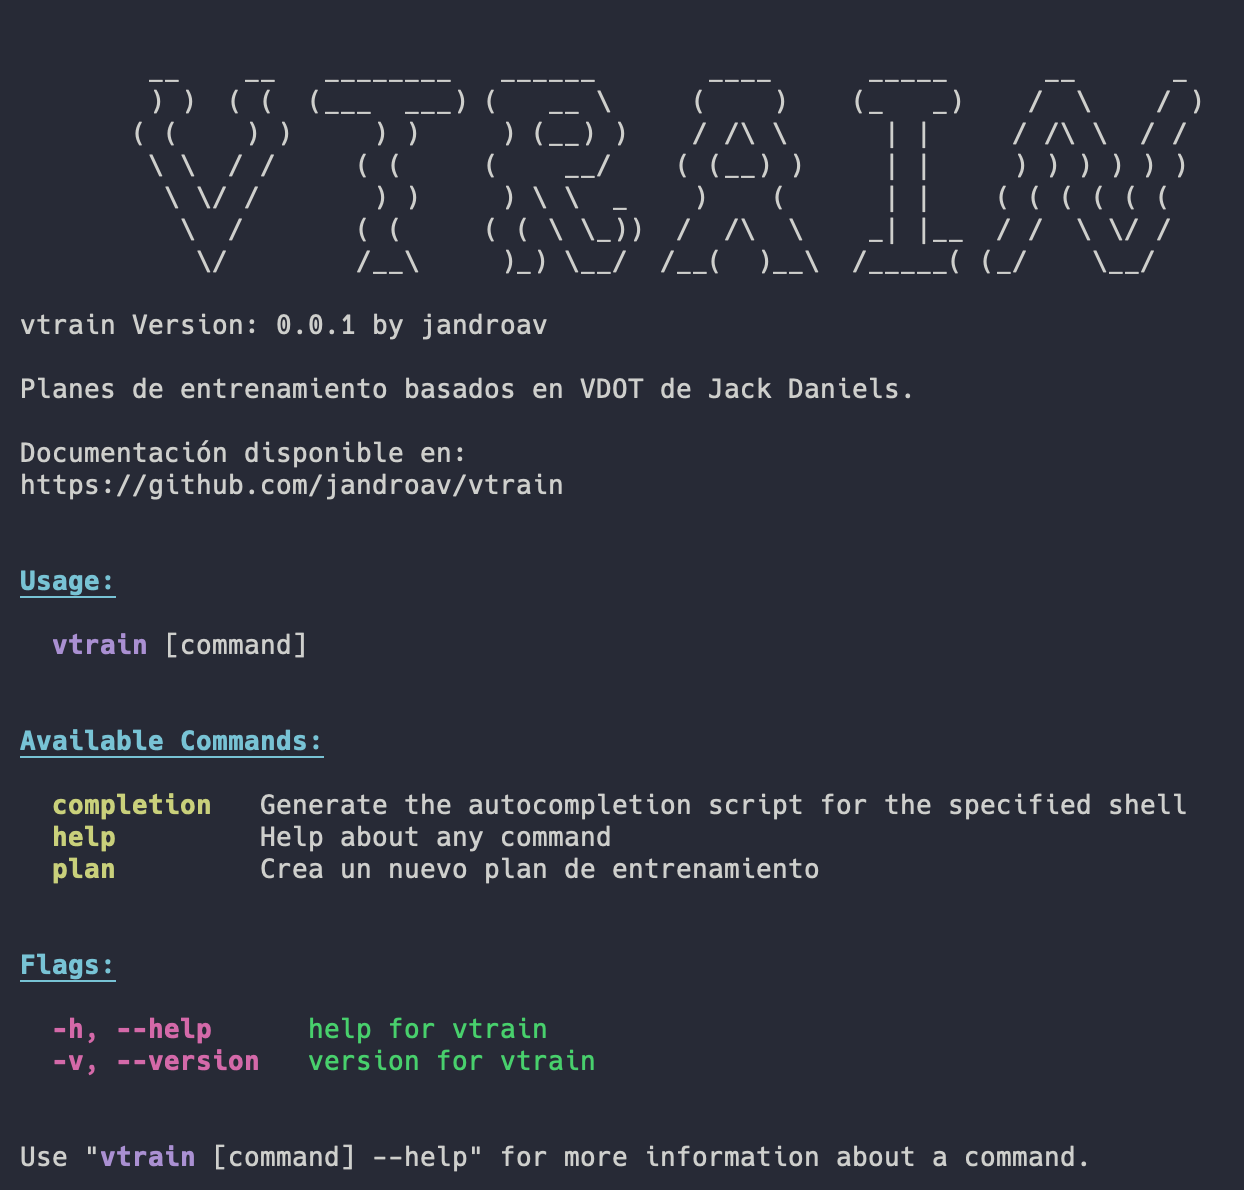 VTRAIN
vtrain Version: 0.0.1 by jandroav
Planes de entrenamiento basados en VDOT de Jack Daniels.
Documentación disponible en:
https://github.com/jandroav/vtrain
Usage:
vtrain [command]
Available Commands:
completion   Generate the autocompletion script for the specified shell
help         Help about any command
plan         Crea un nuevo plan de entrenamiento
Flags:
-h, --help      help for vtrain
-v, --version   version for vtrain
Use "vtrain [command] --help" for more information about a command.